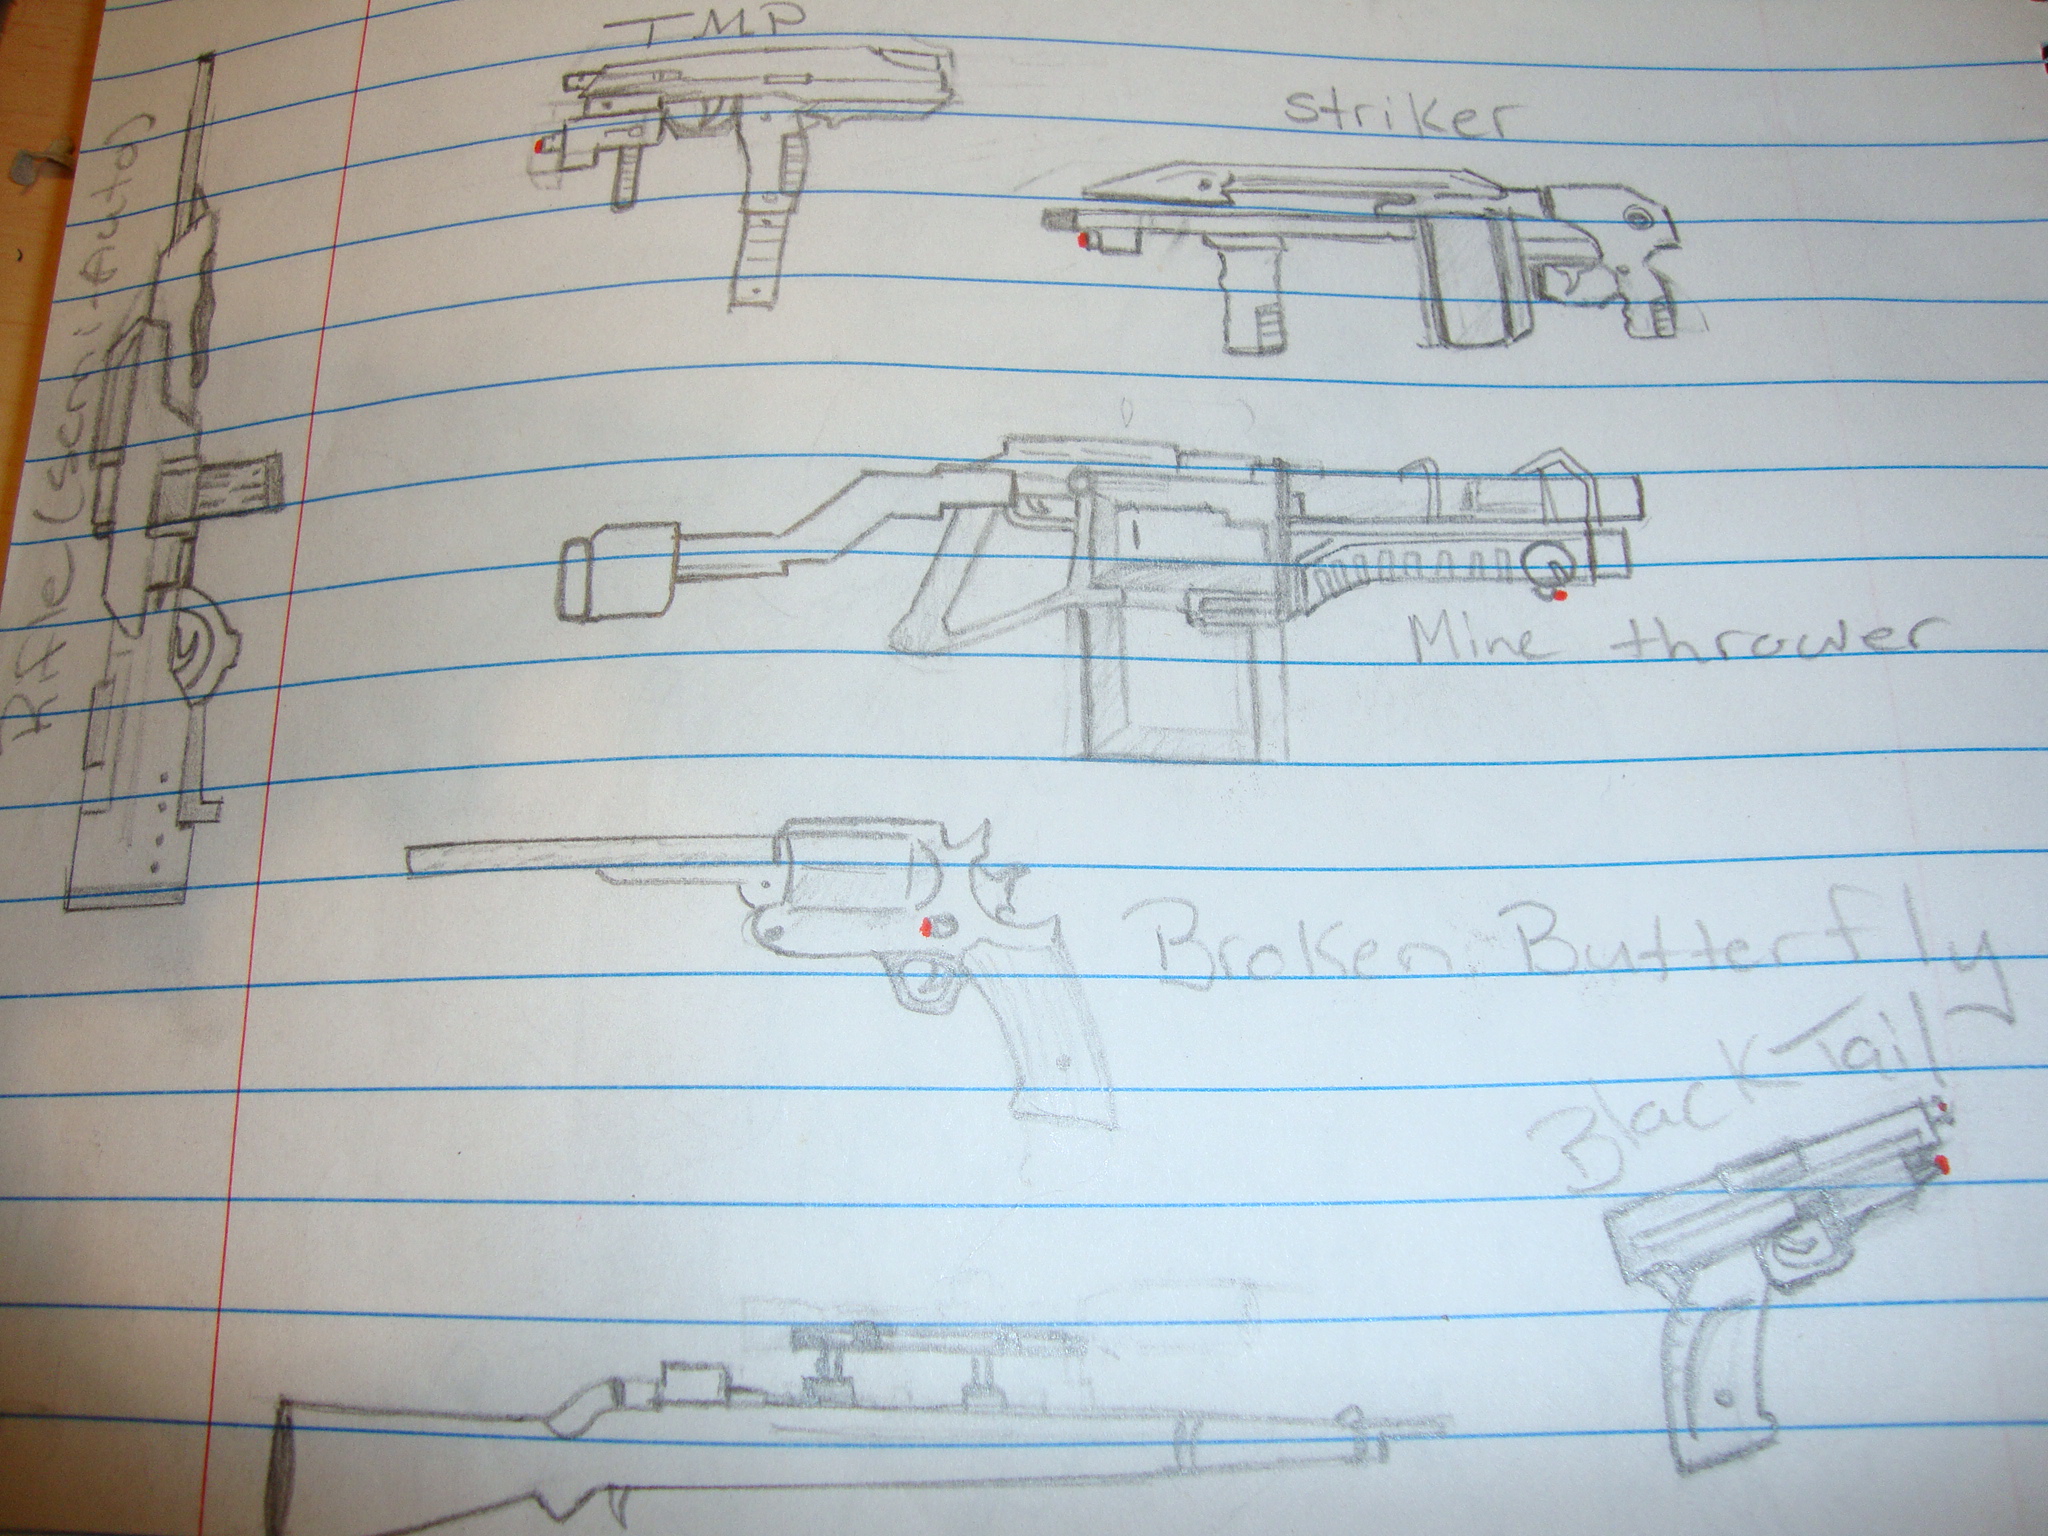 TMP
striker
Rifle (semi-Auto)
Mine thrower
Broken Butterfly
Black Tail